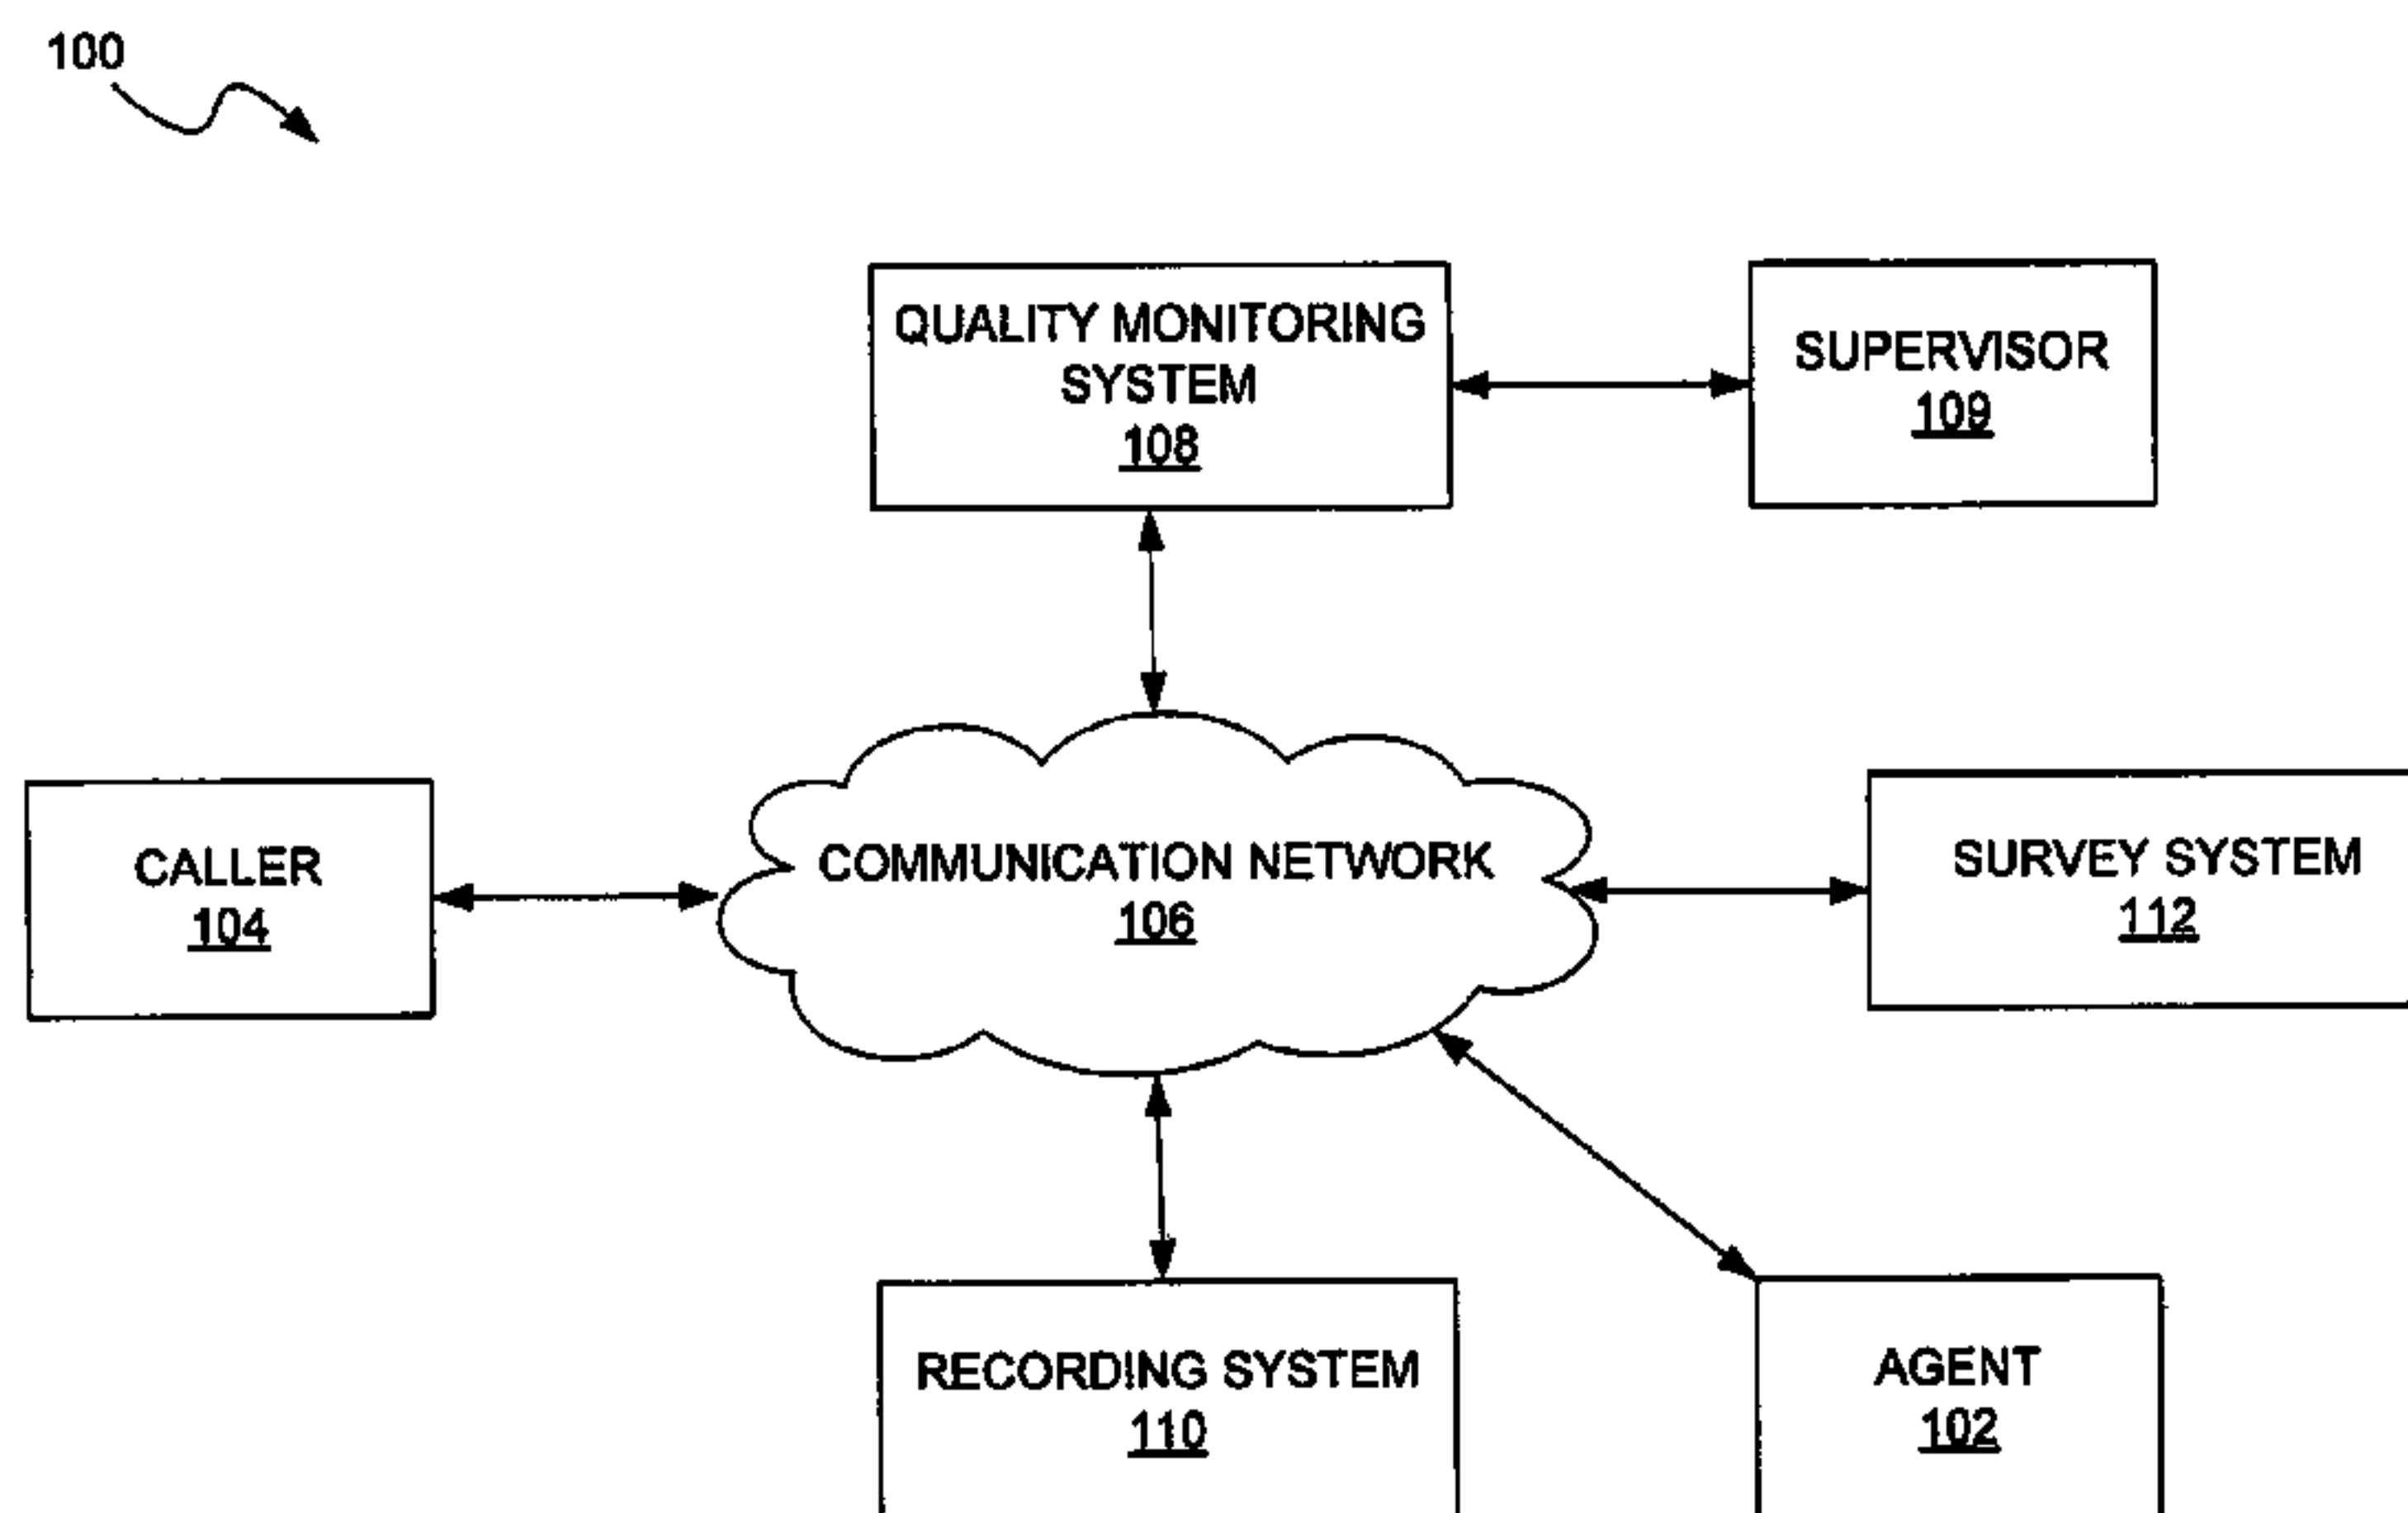 100
QUALITY MONITORING
SYSTEM
108
SUPERVISOR
109
CALLER
104
COMMUNICATION NETWORK
106
SURVEY SYSTEM
112
RECORDING SYSTEM
110
AGENT
102